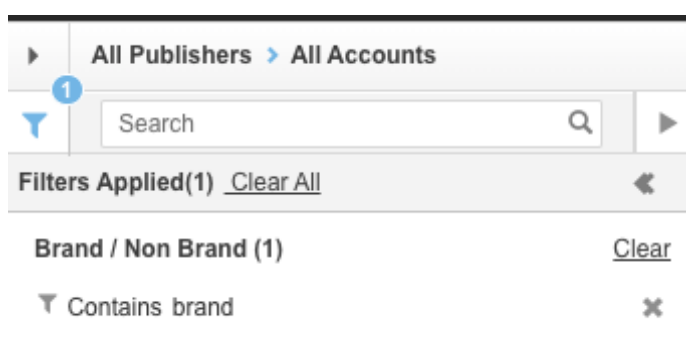 All Publishers > All Accounts
1
Search
Filters Applied(1) Clear All
Brand / Non Brand (1) Clear
Contains brand